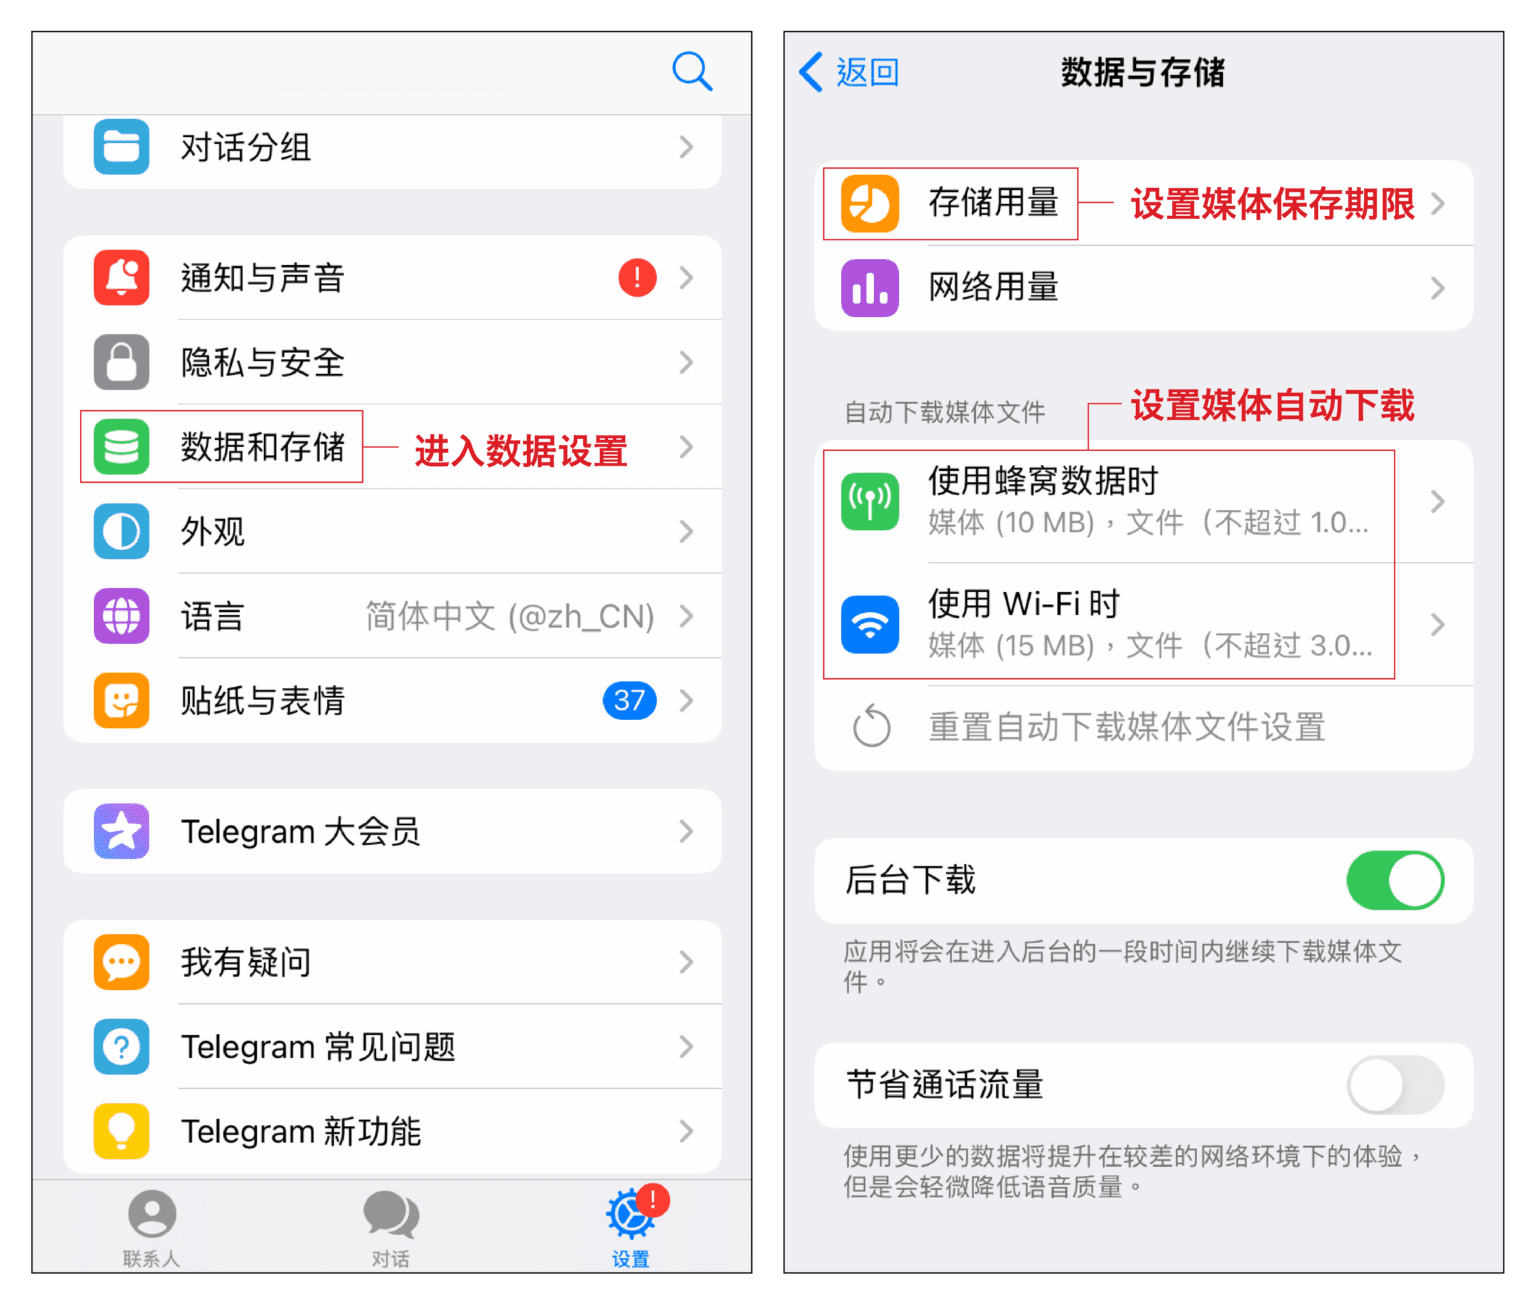 对话分组
通知与声音
!
隐私与安全
数据和存储
进入数据设置
外观
语言
简体中文 (@zh_CN)
贴纸与表情
37
Telegram 大会员
我有疑问
?
Telegram 常见问题
Telegram 新功能
联系人
对话
!
设置
返回
数据与存储
存储用量
设置媒体保存期限
网络用量
自动下载媒体文件
设置媒体自动下载
使用蜂窝数据时
媒体 (10 MB)，文件（不超过 1.0...
使用 Wi-Fi 时
媒体 (15 MB)，文件（不超过 3.0...
重置自动下载媒体文件设置
后台下载
应用将会在进入后台的一段时间内继续下载媒体文
件。
节省通话流量
使用更少的数据将提升在较差的网络环境下的体验，
但是会轻微降低语音质量。